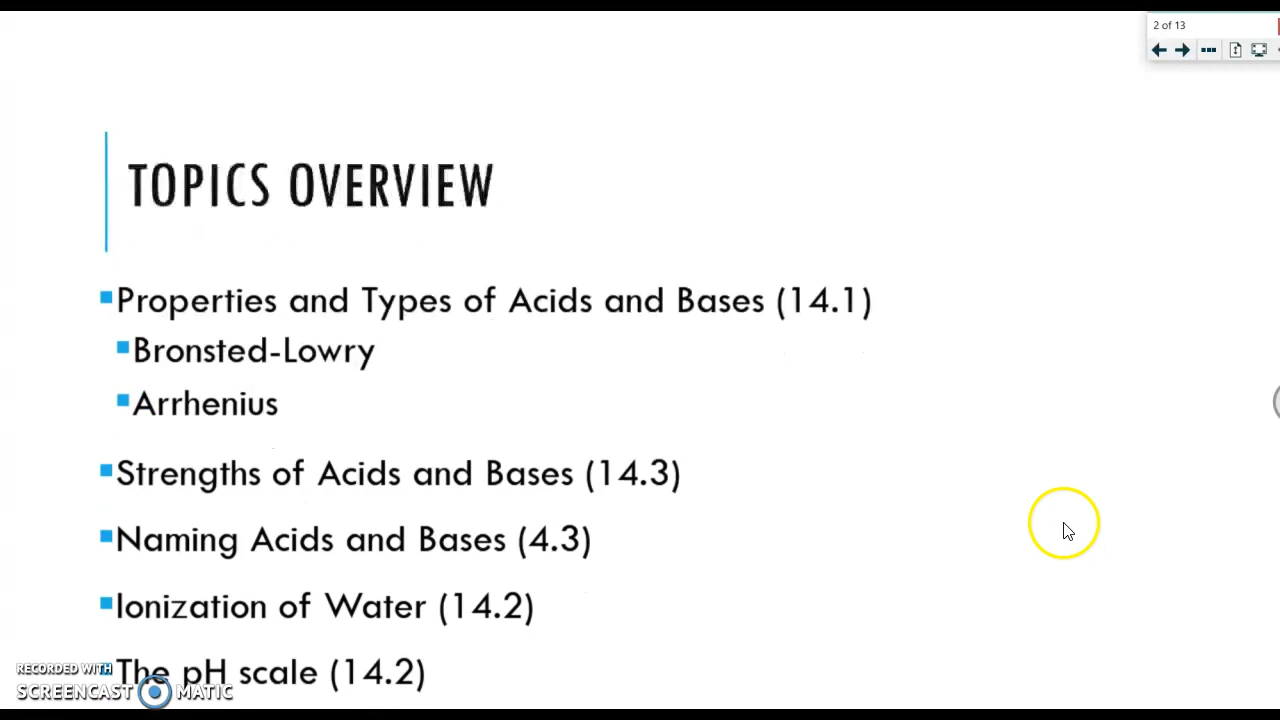 2 of 13
TOPICS OVERVIEW
Properties and Types of Acids and Bases (14.1)
Bronsted-Lowry
Arrhenius
Strengths of Acids and Bases (14.3)
Naming Acids and Bases (4.3)
Ionization of Water (14.2)
The pH scale (14.2)
RECORDED WITH
SCREENCAST MATIC